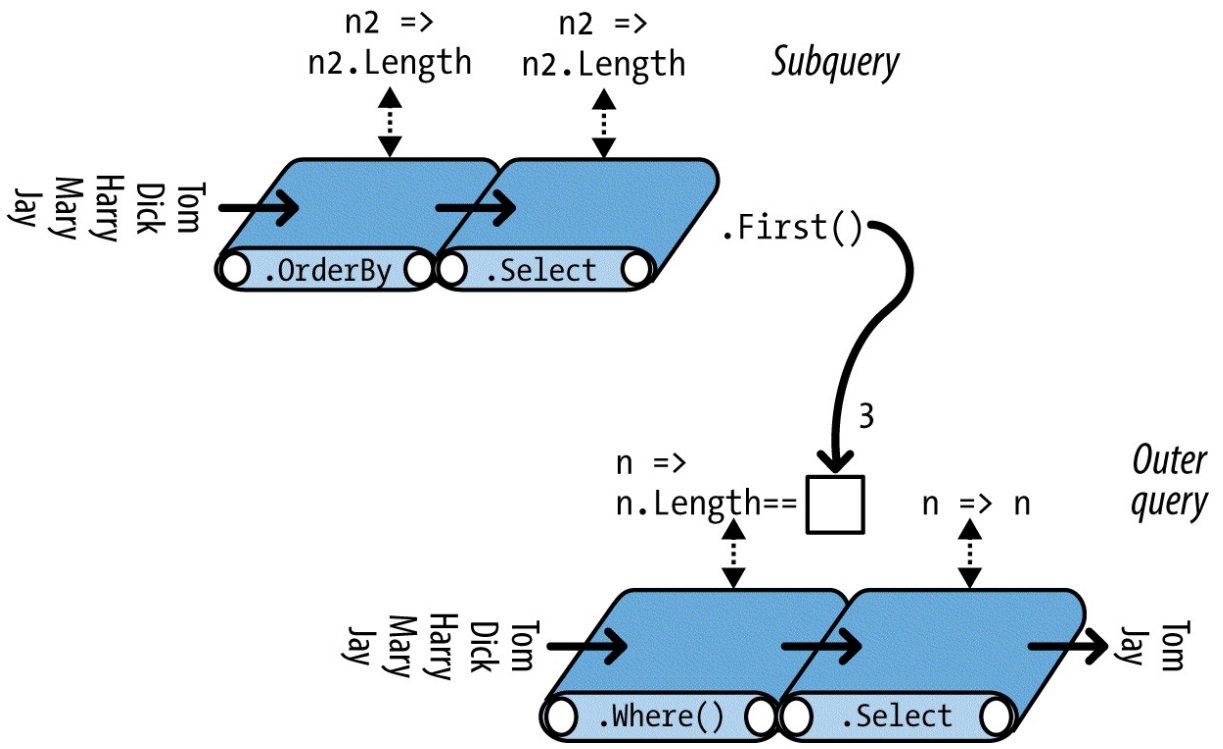 n2 =>
n2.Length
n2 =>
n2.Length
Subquery
Tom
Dick
Harry
Mary
Jay
.OrderBy
.Select
.First()
3
n =>
n.Length==
n => n
Outer
query
Tom
Dick
Harry
Mary
Jay
.Where()
.Select
Tom
Jay